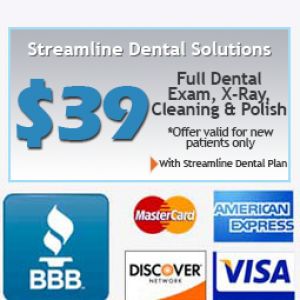 Streamline Dental Solutions
$39
Full Dental
Exam, X-Ray,
Cleaning & Polish
*Offer valid for new
patients only
With Streamline Dental Plan
BBB.
MasterCard
AMERICAN
EXPRESS
DISCOVER
NETWORK
VISA